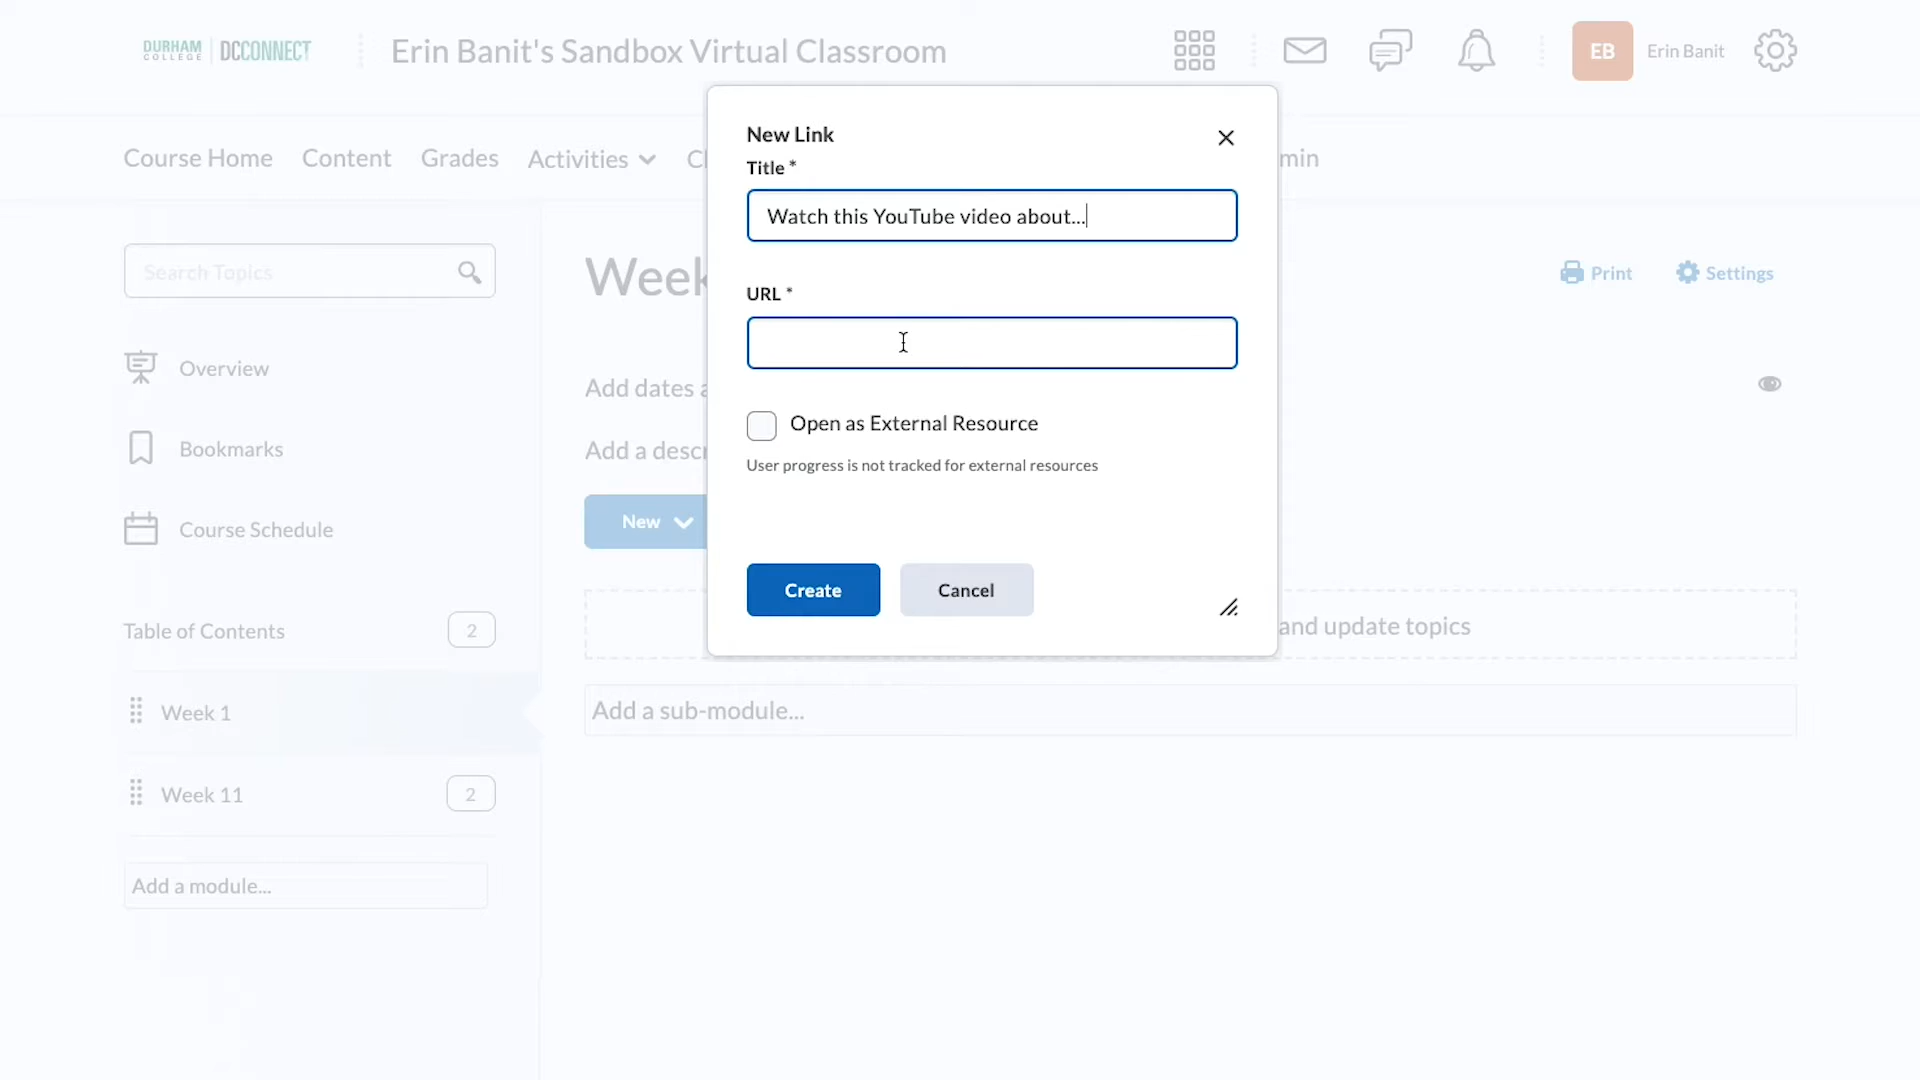 DURHAM COLLEGE DCCONNECT
Erin Banit's Sandbox Virtual Classroom
EB
Erin Banit
Course Home
Content
Grades
Activities
min
New Link
Title *
Watch this YouTube video about...
URL *
Open as External Resource
User progress is not tracked for external resources
Create
Cancel
Search Topics
Overview
Bookmarks
Course Schedule
Table of Contents
2
Week 1
Week 11
2
Add a module...
Week
Print
Settings
Add dates a
Add a descr
New
and update topics
Add a sub-module...